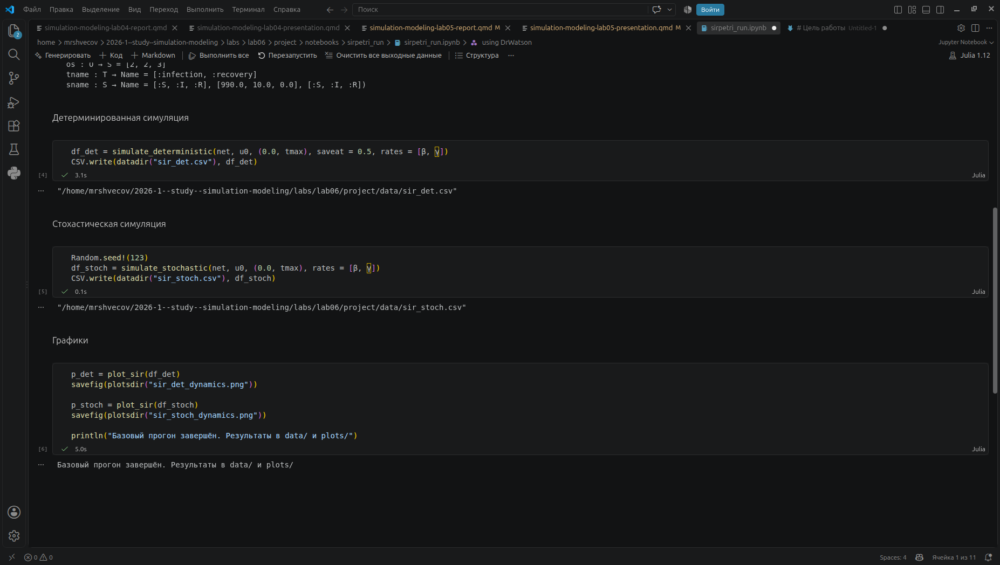 Файл Правка Выделение Вид Переход Выполнить Терминал Справка Поиск Войти
simulation-modeling-lab04-report.qmd simulation-modeling-lab04-presentation.qmd simulation-modeling-lab05-report.qmd M simulation-modeling-lab05-presentation.qmd M sirpetri_run.ipynb # Цель работы Untitled-1
home > mrshvecov > 2026-1--study--simulation-modeling > labs > lab06 > project > notebooks > sirpetri_run > sirpetri_run.ipynb > using DrWatson Jupyter Notebook
Генерировать Код Markdown Выполнить все Перезапустить Очистить все выходные данные Структура ... Julia 1.12
os : O → S = [2, 2, 3]
tname : T → Name = [:infection, :recovery]
sname : S → Name = [:S, :I, :R], [990.0, 10.0, 0.0], [:S, :I, :R])
Детерминированная симуляция
df_det = simulate_deterministic(net, u0, (0.0, tmax), saveat = 0.5, rates = [β, γ])
CSV.write(datadir("sir_det.csv"), df_det)
[4] 3.1s Julia
... "/home/mrshvecov/2026-1--study--simulation-modeling/labs/lab06/project/data/sir_det.csv"
Стохастическая симуляция
Random.seed!(123)
df_stoch = simulate_stochastic(net, u0, (0.0, tmax), rates = [β, γ])
CSV.write(datadir("sir_stoch.csv"), df_stoch)
[5] 0.1s Julia
... "/home/mrshvecov/2026-1--study--simulation-modeling/labs/lab06/project/data/sir_stoch.csv"
Графики
p_det = plot_sir(df_det)
savefig(plotsdir("sir_det_dynamics.png"))
p_stoch = plot_sir(df_stoch)
savefig(plotsdir("sir_stoch_dynamics.png"))
println("Базовый прогон завершён. Результаты в data/ и plots/")
[6] 5.0s Julia
... Базовый прогон завершён. Результаты в data/ и plots/
0 0 Spaces: 4 Ячейка 1 из 11
2